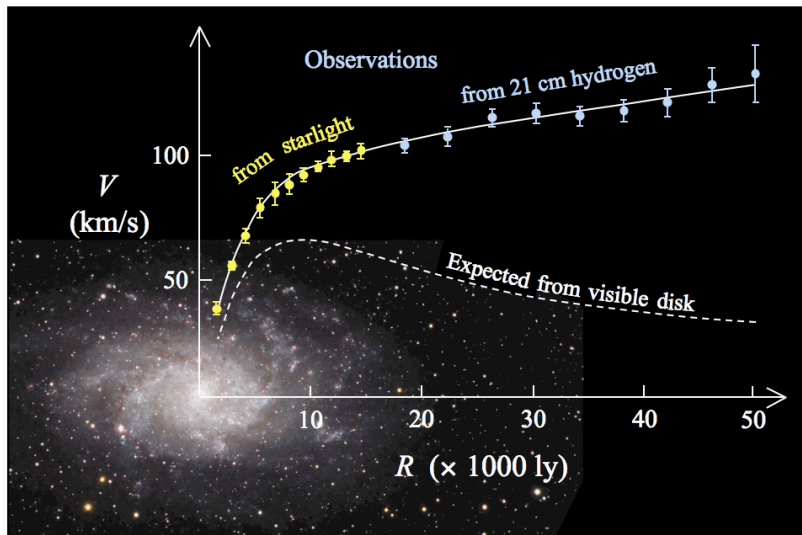 Observations
from 21 cm hydrogen
from starlight
100
V
(km/s)
50
Expected from visible disk
10
20
30
40
50
R (× 1000 ly)